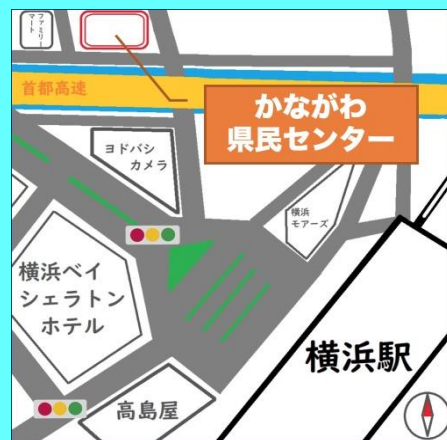 ファミリー
マート
首都高速
かながわ
県民センター
ヨドバシ
カメラ
横浜
モアーズ
横浜ベイ
シェラトン
ホテル
横浜駅
高島屋